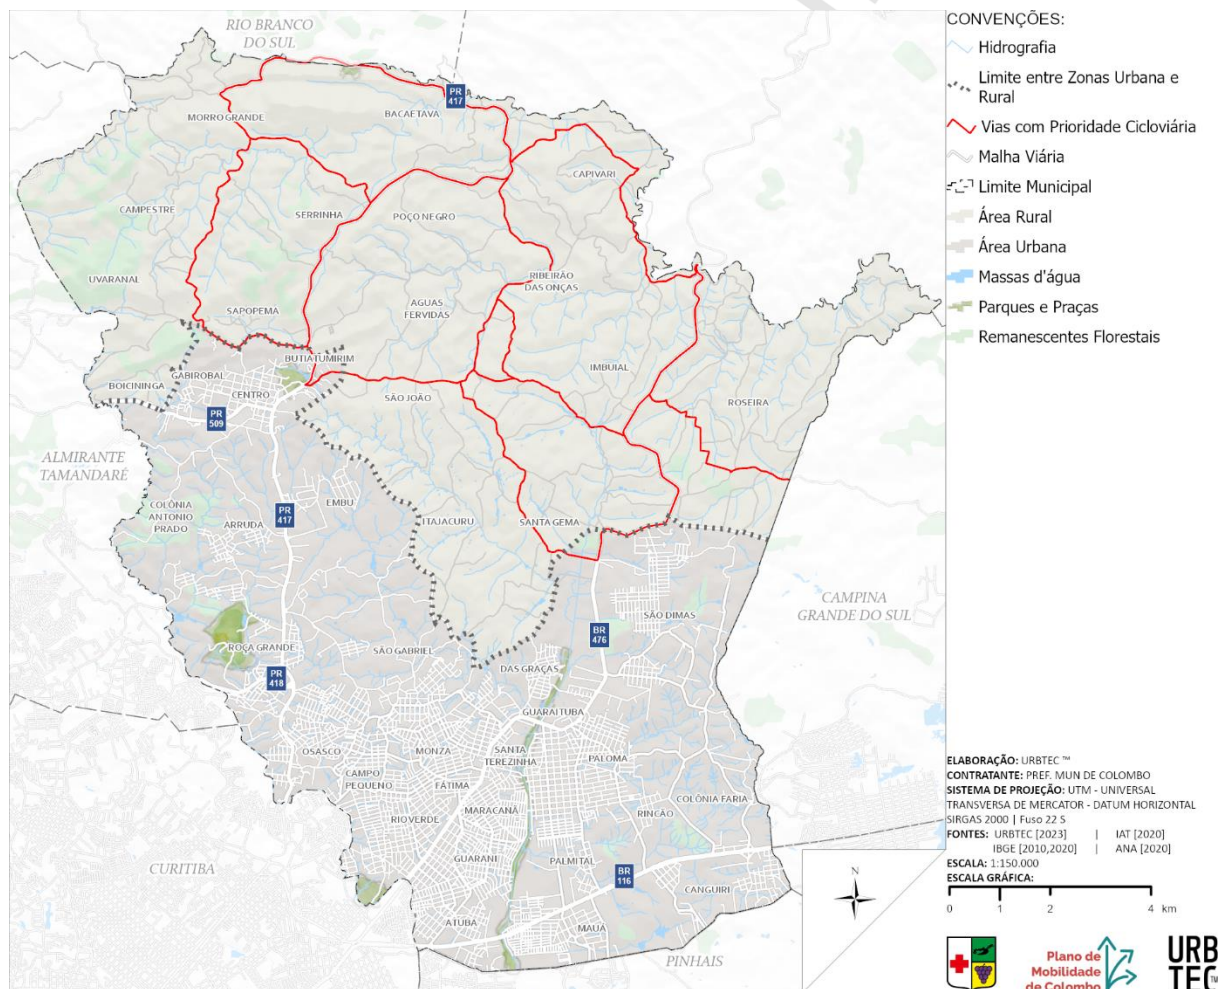 RIO BRANCO
DO SUL
PR
417
MORRO GRANDE
BACAETAVA
CAPIVARI
CAMPESTRE
SERRINHA
POÇO NEGRO
UVARANAL
RIBEIRÃO
DAS ONÇAS
SAPOPEMA
AGUAS
FERVIDAS
BUTIATUMIRIM
GABIROBAL
BOICININGA
CENTRO
SÃO JOÃO
IMBUIAL
ROSEIRA
PR
509
ALMIRANTE
TAMANDARÉ
COLÔNIA
ANTONIO
PRADO
EMBU
ARRUDA
PR
417
ITAJACURU
SANTA GEMA
CAMPINA
GRANDE DO SUL
SÃO DIMAS
BR
476
ROÇA GRANDE
SÃO GABRIEL
DAS GRAÇAS
PR
418
GUARAITUBA
OSASCO
MONZA
SANTA
TEREZINHA
PALOMA
CAMPO
PEQUENO
FÁTIMA
COLÔNIA FARIA
MARACANÃ
RIO VERDE
RINCÃO
CURITIBA
GUARANI
PALMITAL
BR
116
CANGUIRI
ATUBA
MAUÁ
PINHAIS
N
CONVENÇÕES:
Hidrografia
Limite entre Zonas Urbana e
Rural
Vias com Prioridade Cicloviária
Malha Viária
Limite Municipal
Área Rural
Área Urbana
Massas d'água
Parques e Praças
Remanescentes Florestais
ELABORAÇÃO: URBTEC ™
CONTRATANTE: PREF. MUN DE COLOMBO
SISTEMA DE PROJEÇÃO: UTM - UNIVERSAL
TRANSVERSA DE MERCATOR - DATUM HORIZONTAL
SIRGAS 2000 | Fuso 22 S
FONTES: URBTEC [2023] | IAT [2020]
IBGE [2010,2020] | ANA [2020]
ESCALA: 1:150.000
ESCALA GRÁFICA:
0 1 2 4 km
Plano de
Mobilidade
de Colombo
URB
TEC™